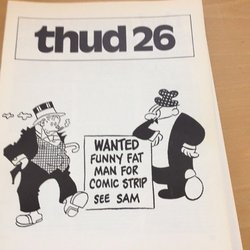 thud 26
WANTED
FUNNY FAT
MAN FOR
COMIC STRIP
SEE SAM